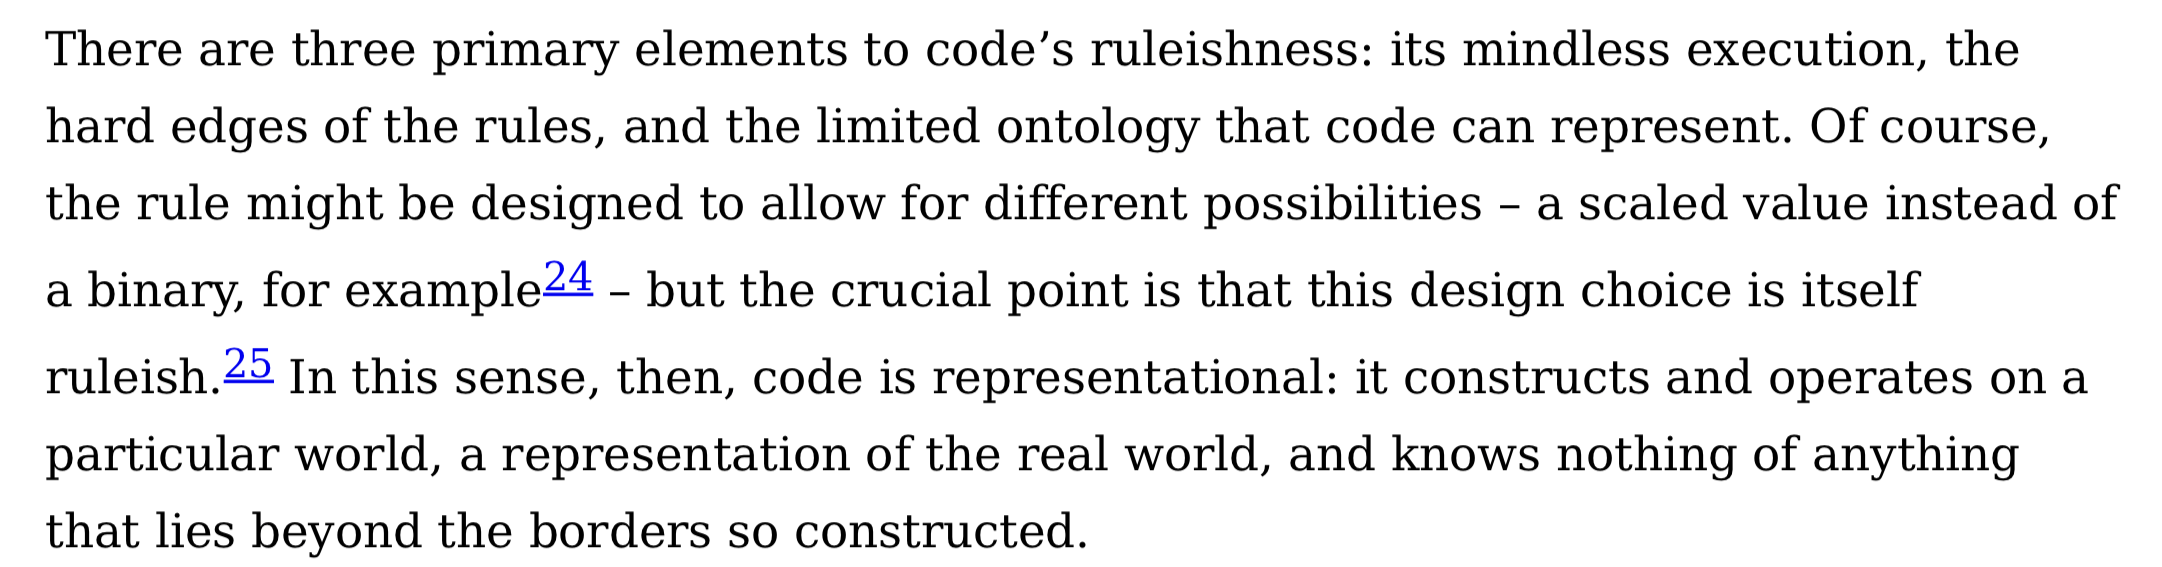 There are three primary elements to code’s ruleishness: its mindless execution, the
hard edges of the rules, and the limited ontology that code can represent. Of course,
the rule might be designed to allow for different possibilities – a scaled value instead of
a binary, for example24 – but the crucial point is that this design choice is itself
ruleish.25 In this sense, then, code is representational: it constructs and operates on a
particular world, a representation of the real world, and knows nothing of anything
that lies beyond the borders so constructed.